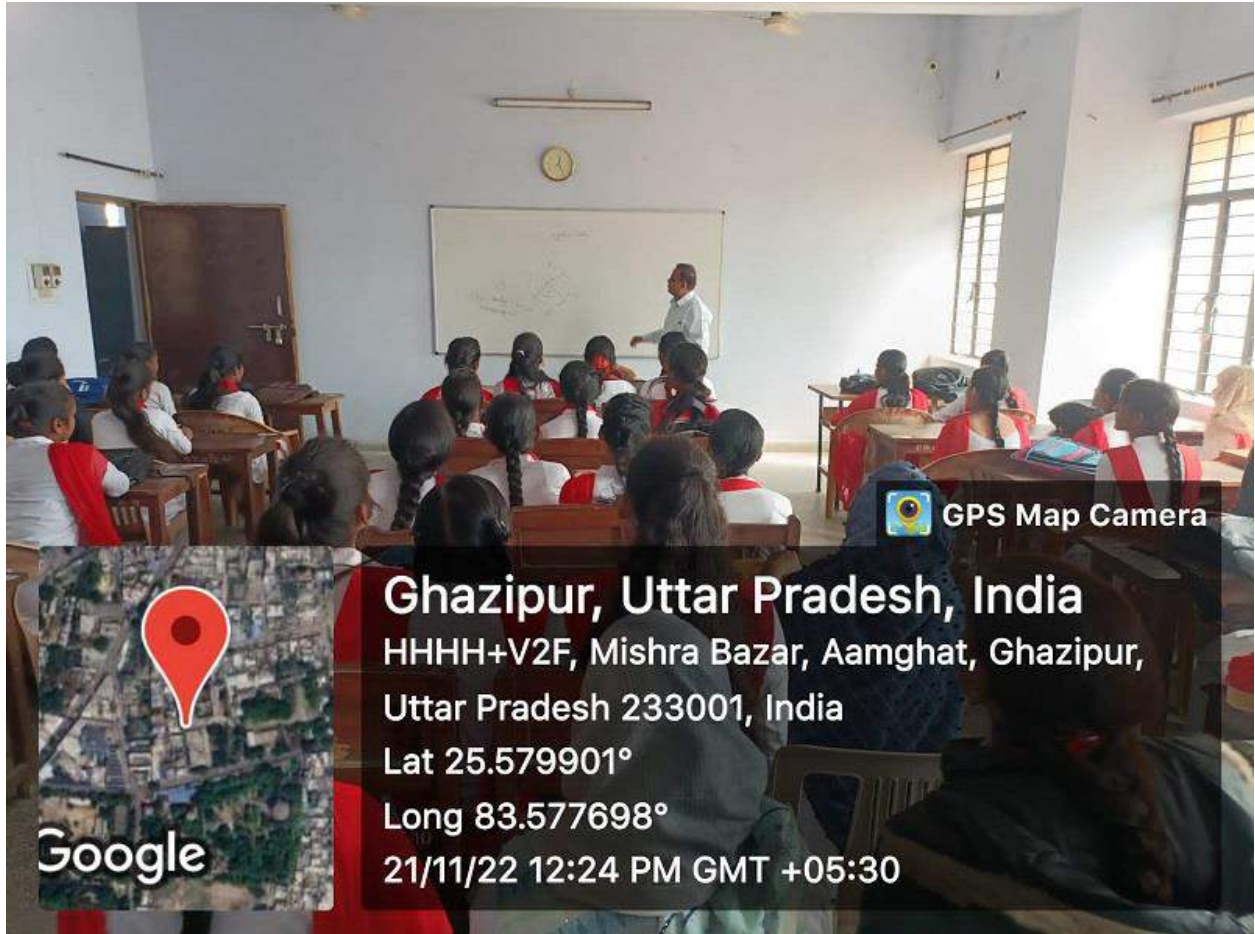 GPS Map Camera
Ghazipur, Uttar Pradesh, India
HHHH+V2F, Mishra Bazar, Aamghat, Ghazipur,
Uttar Pradesh 233001, India
Lat 25.579901°
Long 83.577698°
21/11/22 12:24 PM GMT +05:30
Google